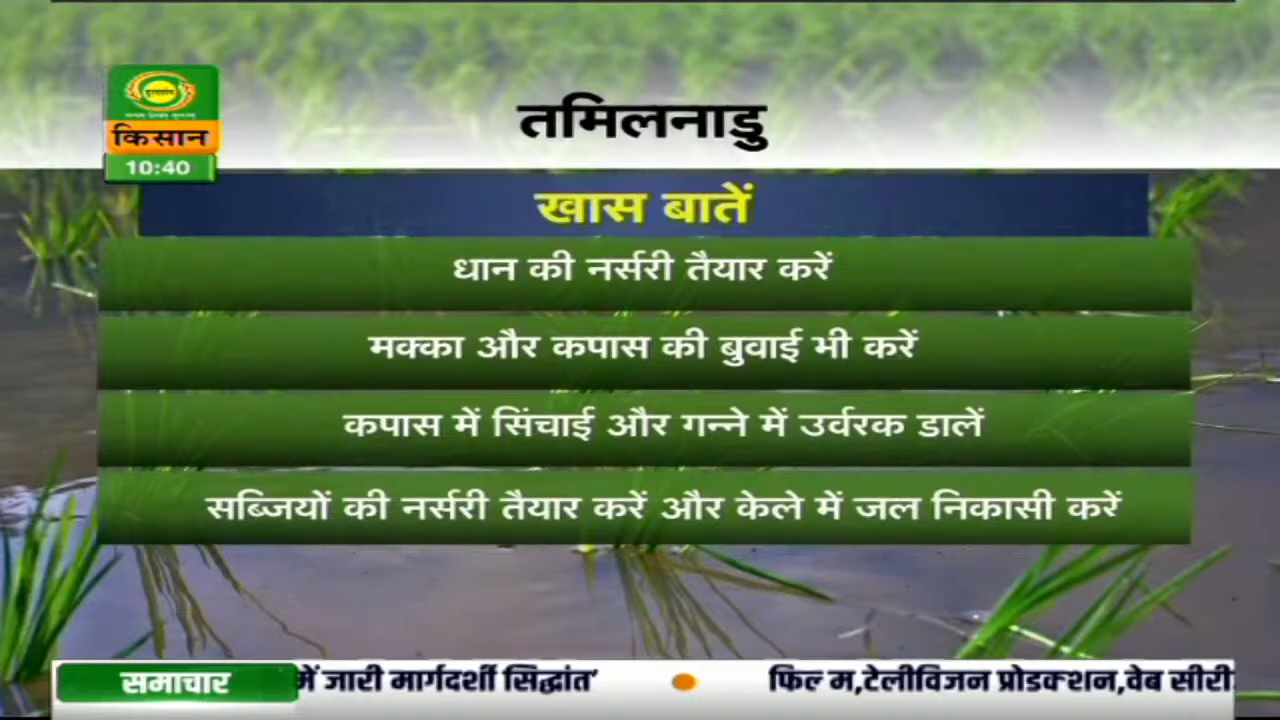 तमिलनाडु
किसान
10:40
खास बातें
धान की नर्सरी तैयार करें
मक्का और कपास की बुवाई भी करें
कपास में सिंचाई और गन्ने में उर्वरक डालें
सब्जियों की नर्सरी तैयार करें और केले में जल निकासी करें
समाचार में जारी मार्गदर्शी सिद्धांत' फिल्म,टेलीविजन प्रोडक्शन,वेब सीरी